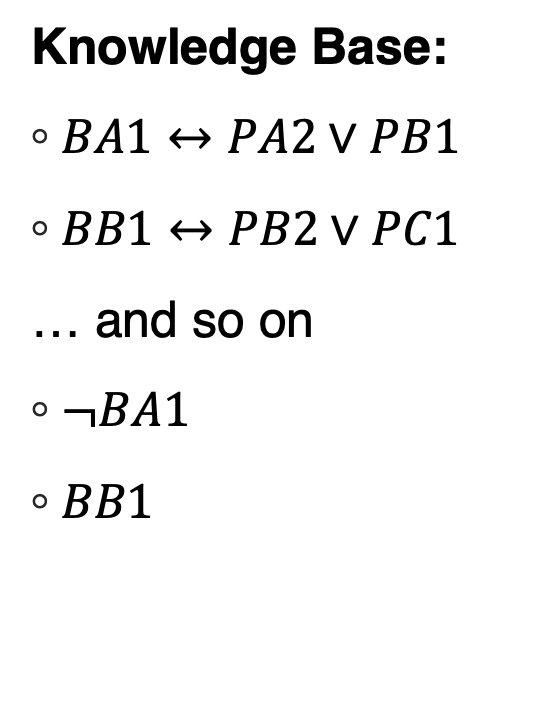 Knowledge Base:
◦ BA1 ↔ PA2 ∨ PB1
◦ BB1 ↔ PB2 ∨ PC1
… and so on
◦ ¬BA1
◦ BB1